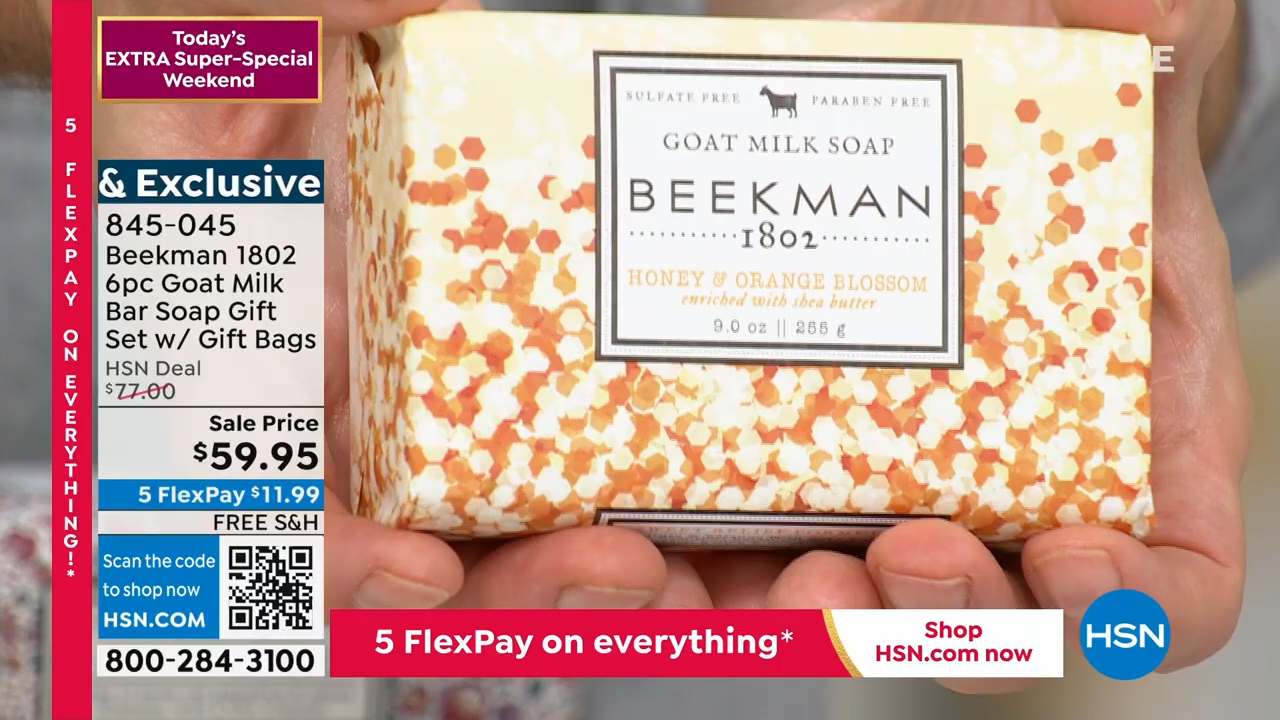 Today's
EXTRA Super-Special
Weekend
5 FLEXPAY ON EVERYTHING!*
& Exclusive
845-045
Beekman 1802
6pc Goat Milk
Bar Soap Gift
Set w/ Gift Bags
HSN Deal
$77.00
Sale Price
$59.95
5 FlexPay $11.99
FREE S&H
Scan the code
to shop now
HSN.COM
800-284-3100
SULFATE FREE PARABEN FREE
GOAT MILK SOAP
BEEKMAN
1802
HONEY & ORANGE BLOSSOM
enriched with shea butter
9.0 oz || 255 g
5 FlexPay on everything*
Shop
HSN.com now
HSN